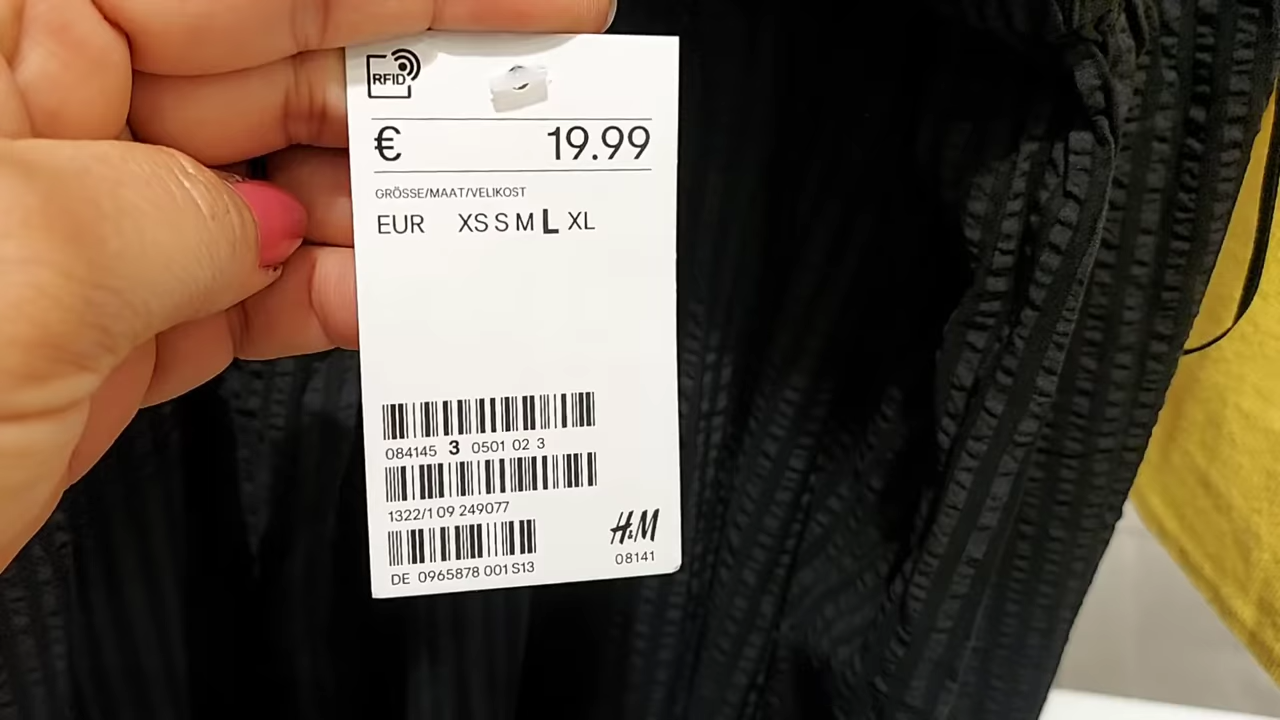 RFID
€ 19.99
GRÖSSE/MAAT/VELIKOST
EUR XS S M L XL
084145 3 0501 02 3
1322/1 09 249077
H&M
DE 0965878 001 S13
08141